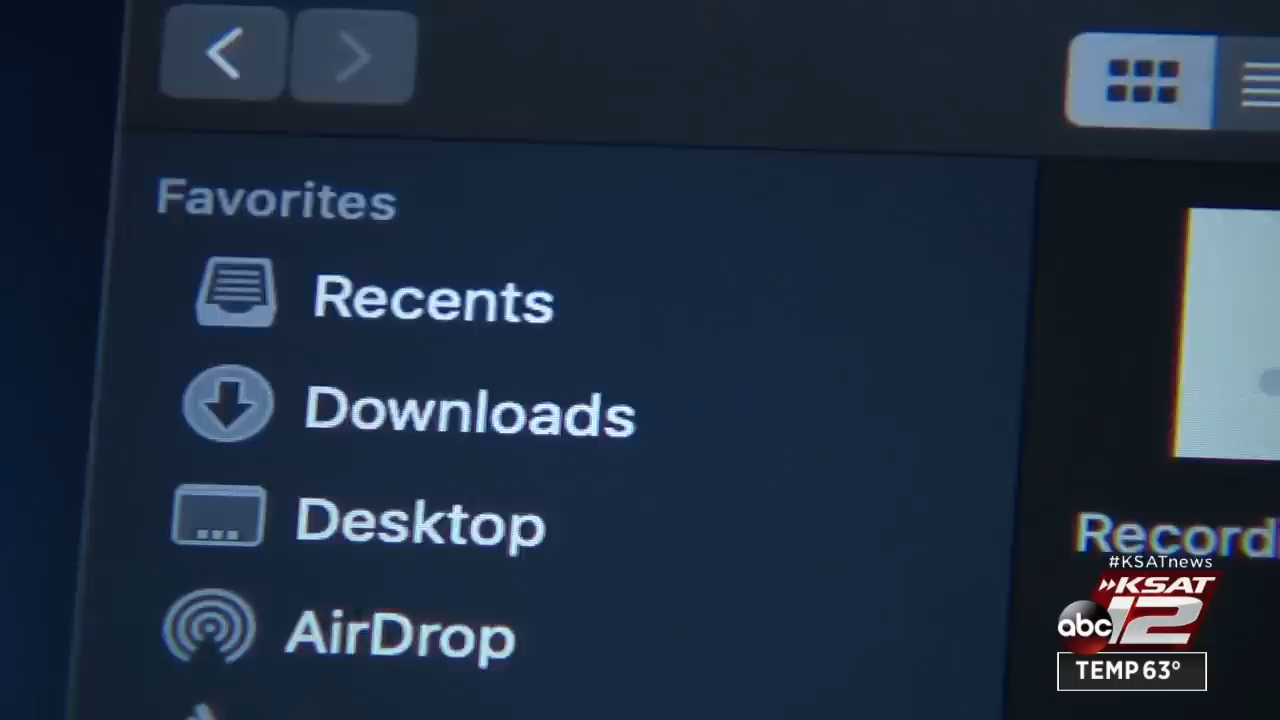 Favorites
Recents
Downloads
Desktop
AirDrop
Record
#KSATnews
KSAT
abc 12
TEMP 63°